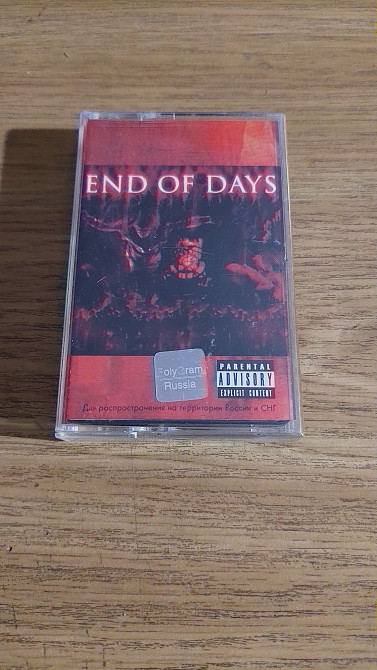 END OF DAYS
PolyGram
Russia
PARENTAL
ADVISORY
EXPLICIT CONTENT
Для распространения на территории России и СНГ